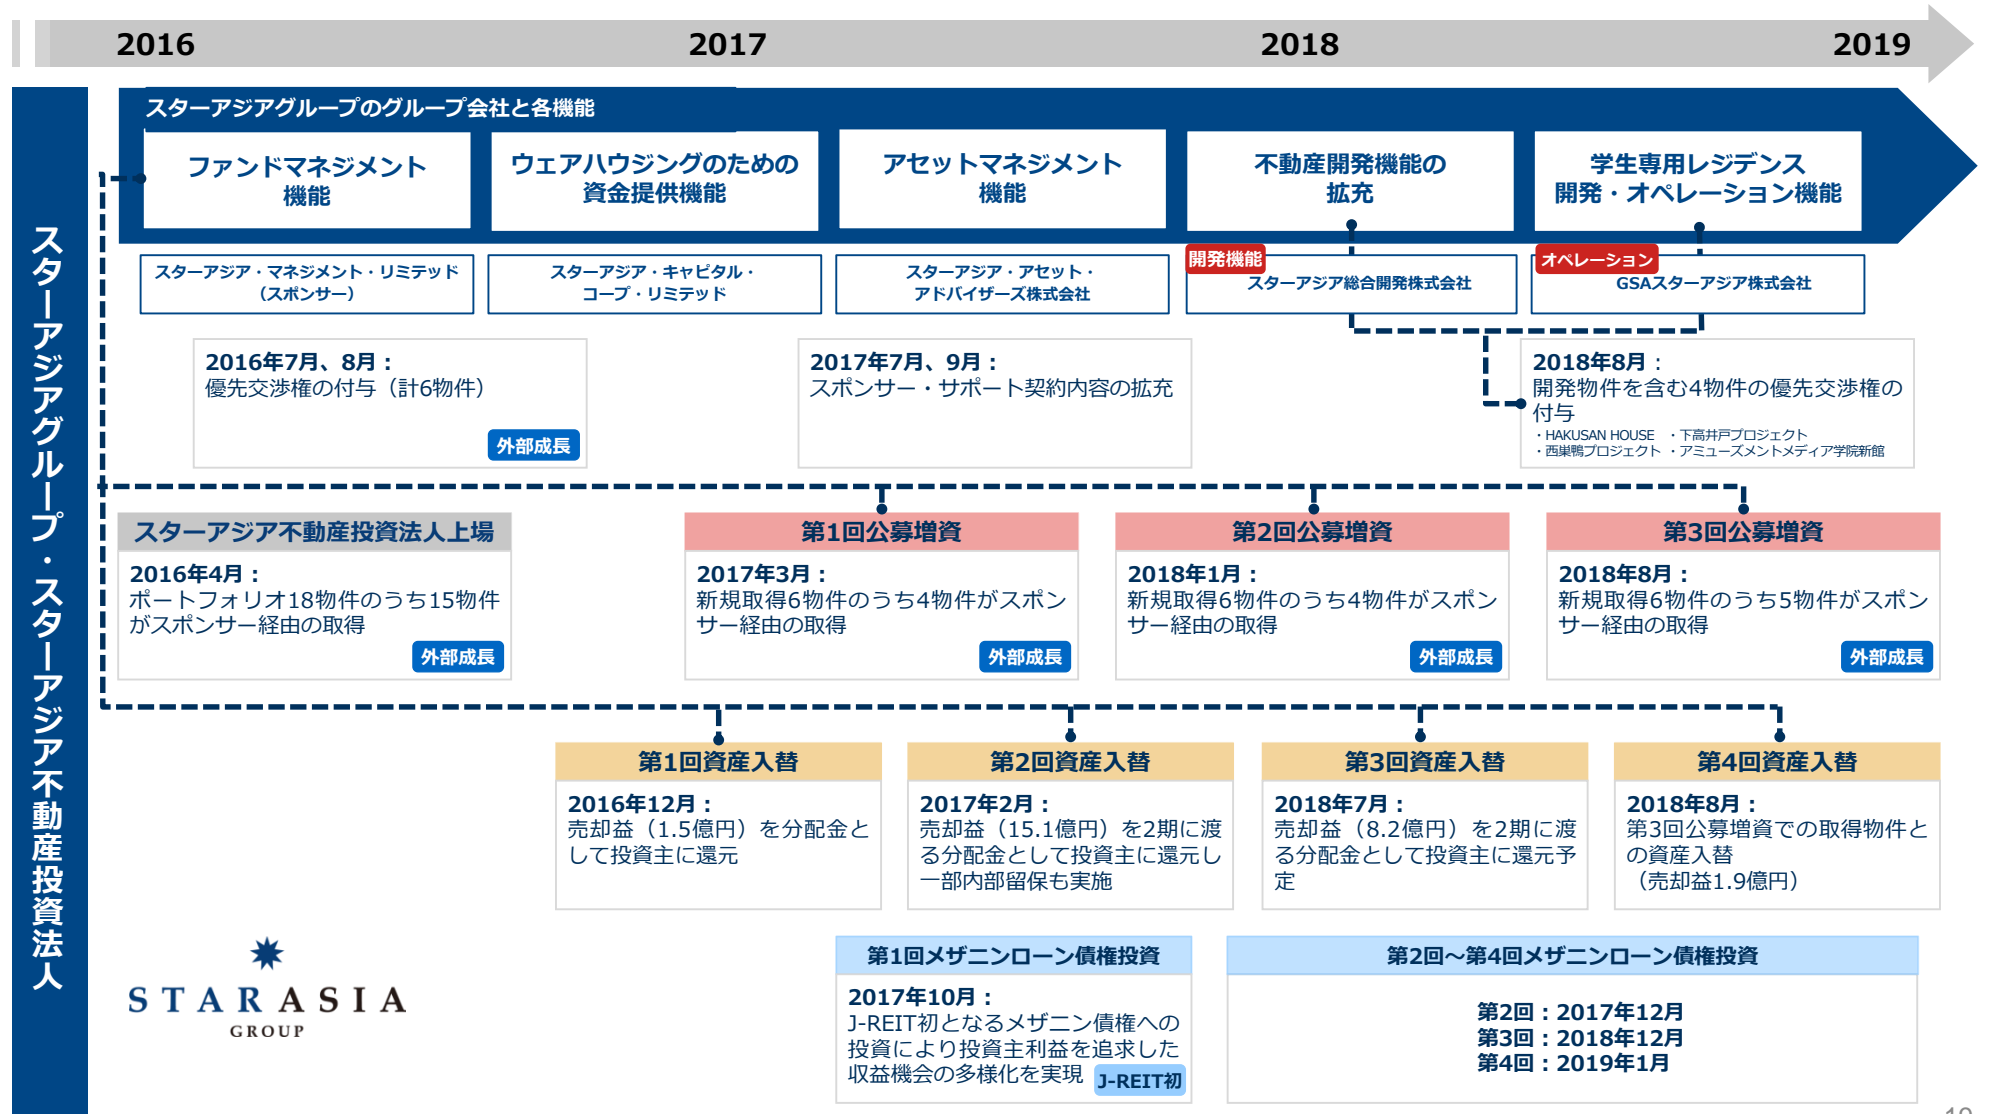 2016
2017
2018
2019
スターアジアグループ・スターアジア不動産投資法人
スターアジアグループのグループ会社と各機能
ファンドマネジメント
機能
ウェアハウジングのための
資金提供機能
アセットマネジメント
機能
不動産開発機能の
拡充
学生専用レジデンス
開発・オペレーション機能
スターアジア・マネジメント・リミテッド
（スポンサー）
スターアジア・キャピタル・
コープ・リミテッド
スターアジア・アセット・
アドバイザーズ株式会社
開発機能
スターアジア総合開発株式会社
オペレーション
GSAスターアジア株式会社
2016年7月、8月：
優先交渉権の付与（計6物件）
外部成長
2017年7月、9月：
スポンサー・サポート契約内容の拡充
2018年8月：
開発物件を含む4物件の優先交渉権の
付与
・HAKUSAN HOUSE ・下高井戸プロジェクト
・西巣鴨プロジェクト ・アミューズメントメディア学院新館
スターアジア不動産投資法人上場
2016年4月：
ポートフォリオ18物件のうち15物件
がスポンサー経由の取得
外部成長
第1回公募増資
2017年3月：
新規取得6物件のうち4物件がスポン
サー経由の取得
外部成長
第2回公募増資
2018年1月：
新規取得6物件のうち4物件がスポン
サー経由の取得
外部成長
第3回公募増資
2018年8月：
新規取得6物件のうち5物件がスポン
サー経由の取得
外部成長
第1回資産入替
2016年12月：
売却益（1.5億円）を分配金と
して投資主に還元
第2回資産入替
2017年2月：
売却益（15.1億円）を2期に渡
る分配金として投資主に還元し
一部内部留保も実施
第3回資産入替
2018年7月：
売却益（8.2億円）を2期に渡
る分配金として投資主に還元予
定
第4回資産入替
2018年8月：
第3回公募増資での取得物件と
の資産入替
（売却益1.9億円）
STAR ASIA
GROUP
第1回メザニンローン債権投資
2017年10月：
J-REIT初となるメザニン債権への
投資により投資主利益を追求した
収益機会の多様化を実現
J-REIT初
第2回～第4回メザニンローン債権投資
第2回：2017年12月
第3回：2018年12月
第4回：2019年1月